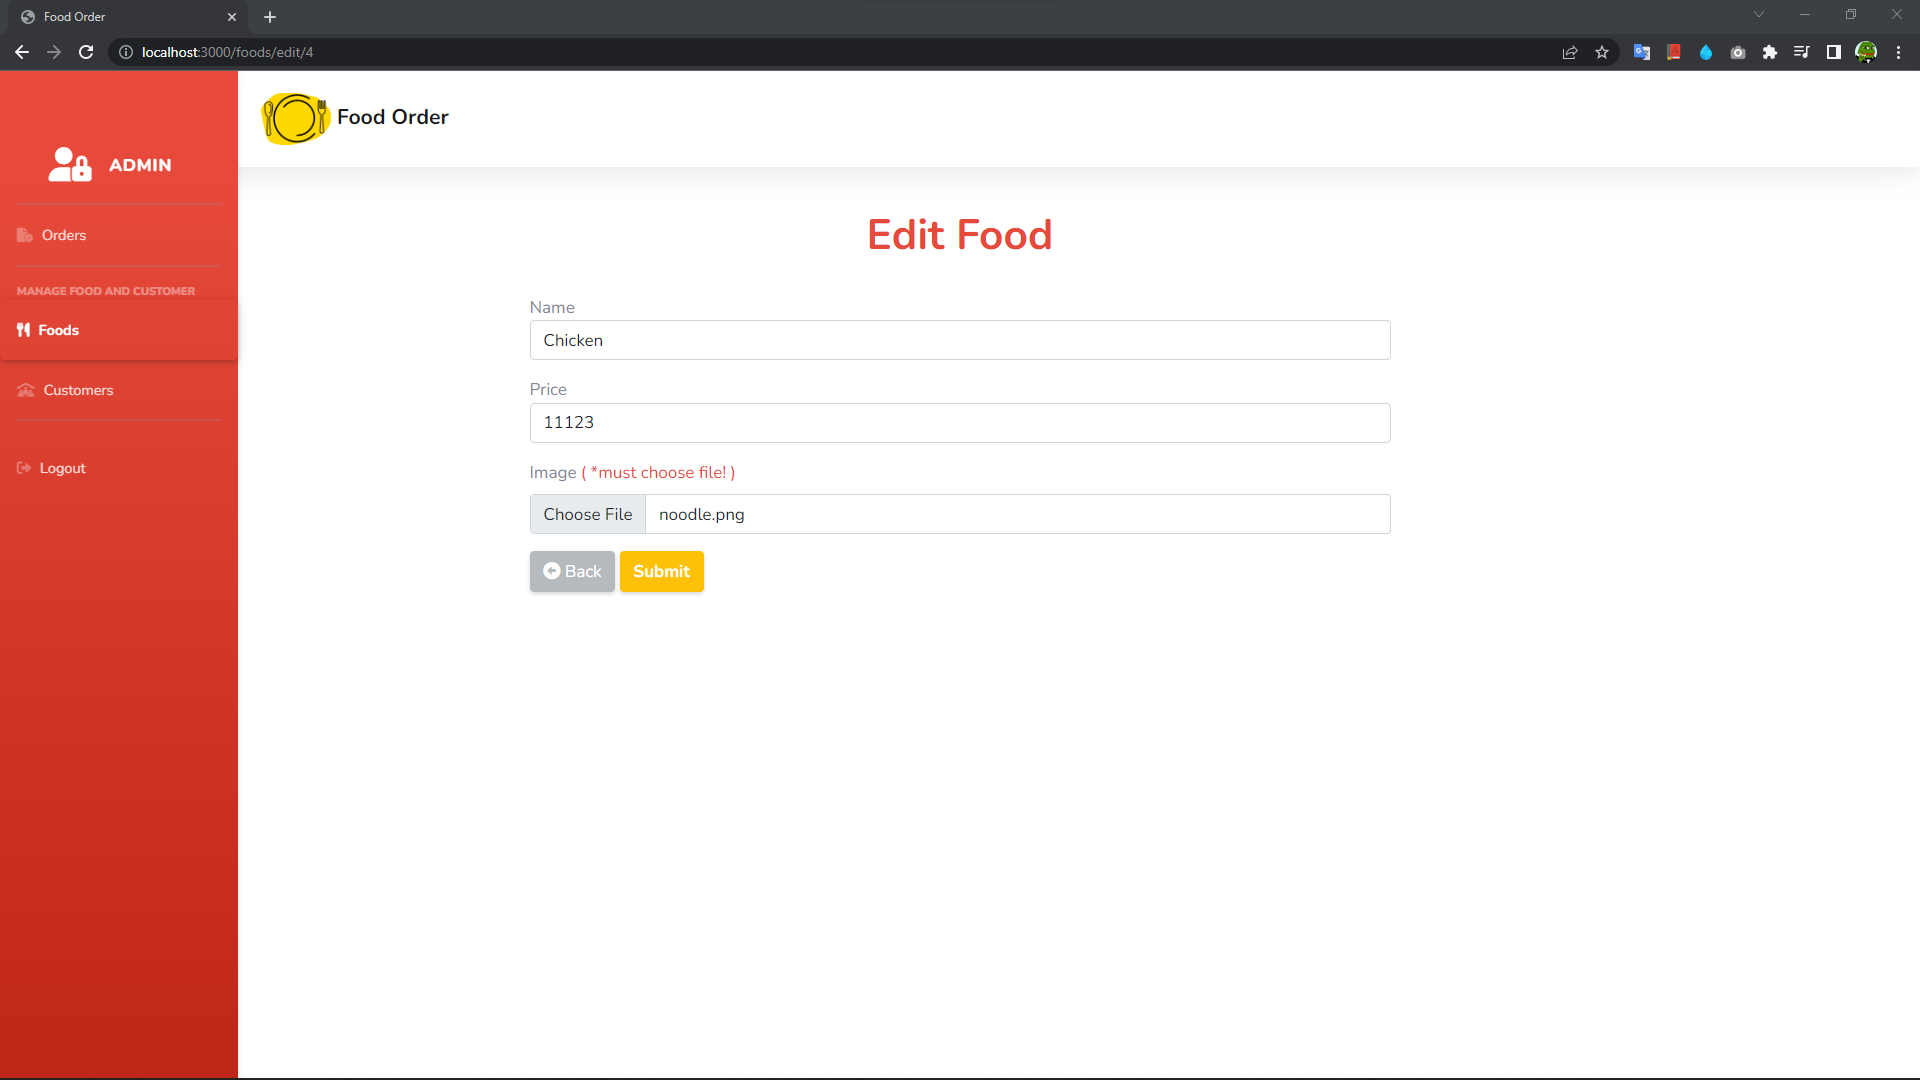 Food Order
localhost:3000/foods/edit/4
Food Order
ADMIN
Orders
MANAGE FOOD AND CUSTOMER
Foods
Customers
Logout
Edit Food
Name
Chicken
Price
11123
Image ( *must choose file! )
Choose File noodle.png
Back Submit